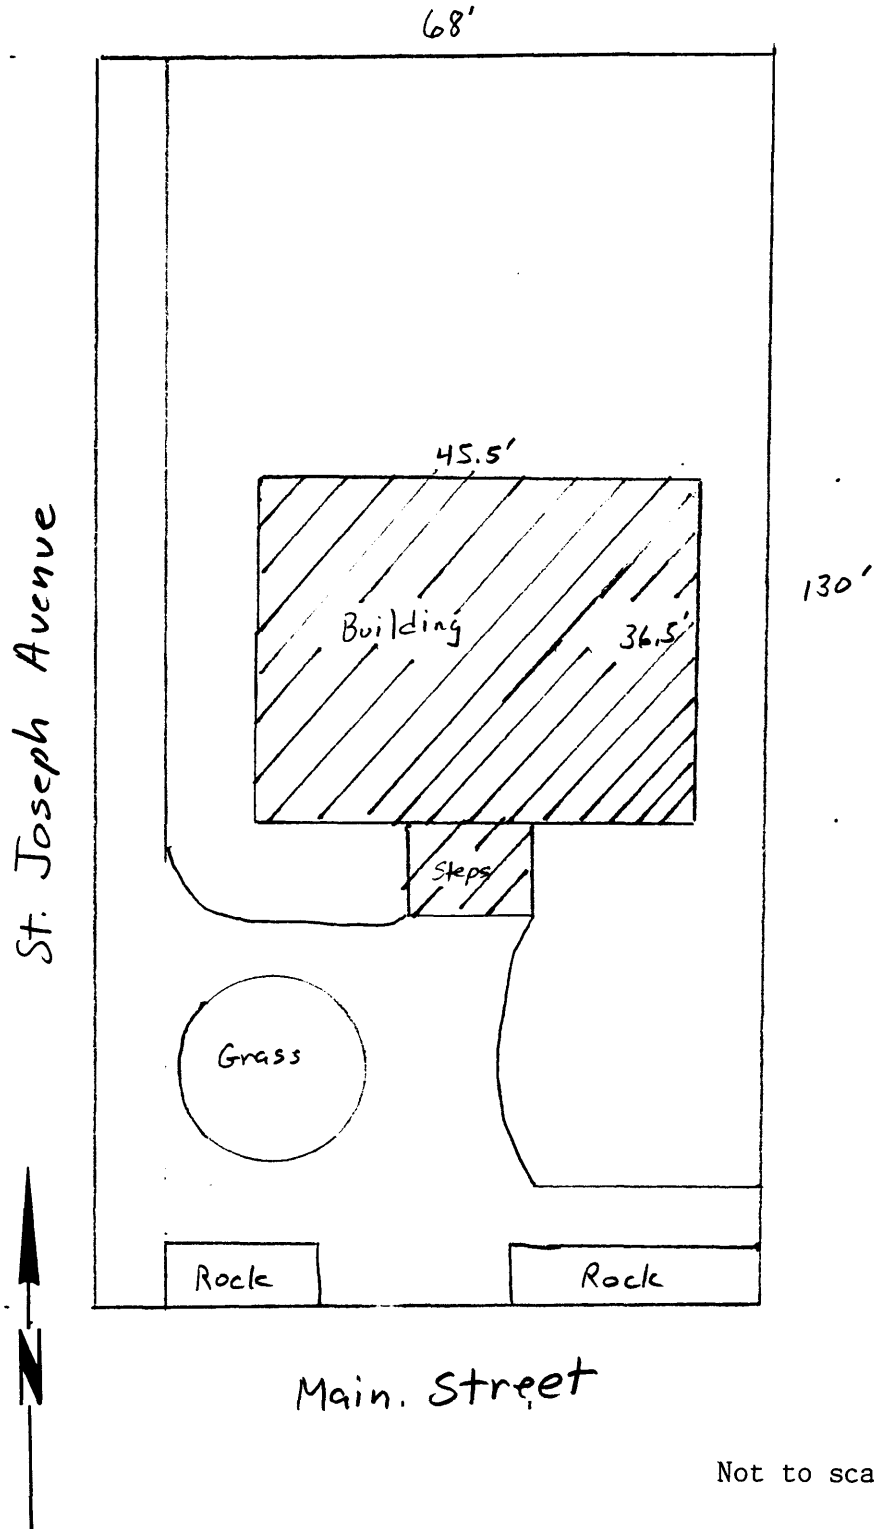 68'
45.5'
130'
Building
36.5'
St. Joseph Avenue
Steps
Grass
Rock
Rock
N
Main. Street
Not to sca